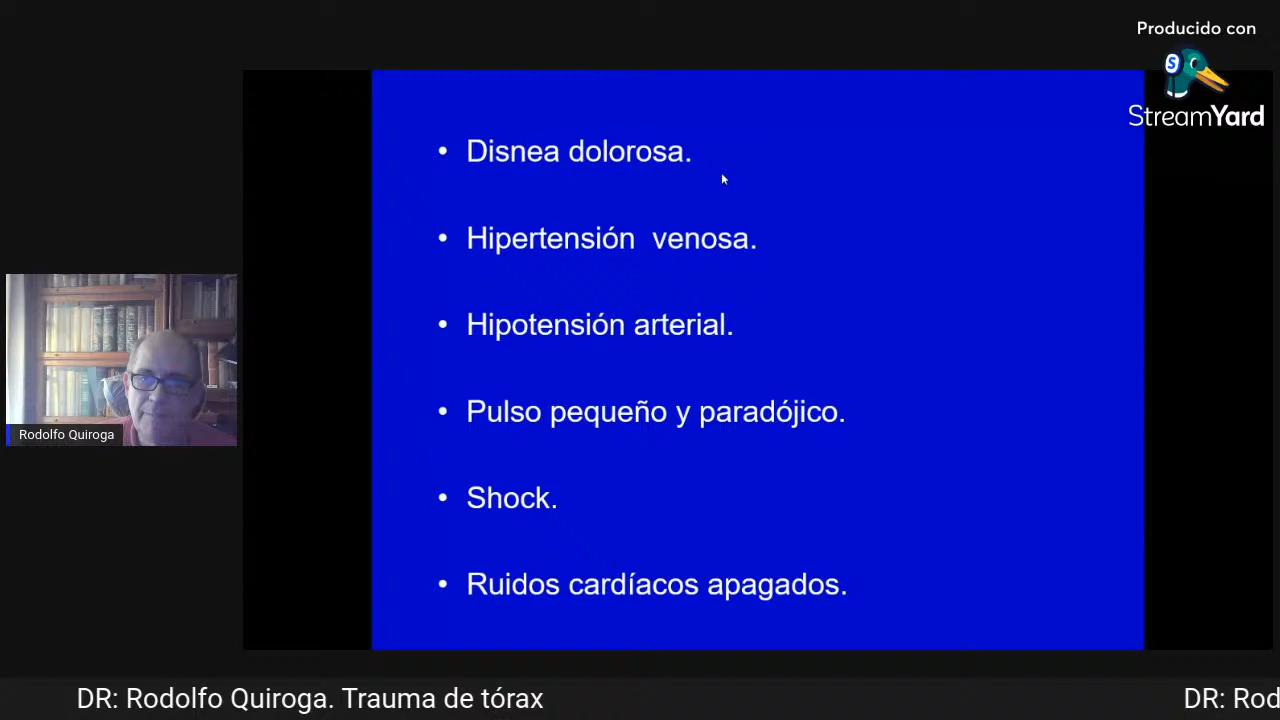 Producido con
StreamYard
• Disnea dolorosa.
• Hipertensión venosa.
• Hipotensión arterial.
• Pulso pequeño y paradójico.
• Shock.
• Ruidos cardíacos apagados.
Rodolfo Quiroga
DR: Rodolfo Quiroga. Trauma de tórax
DR: Rod